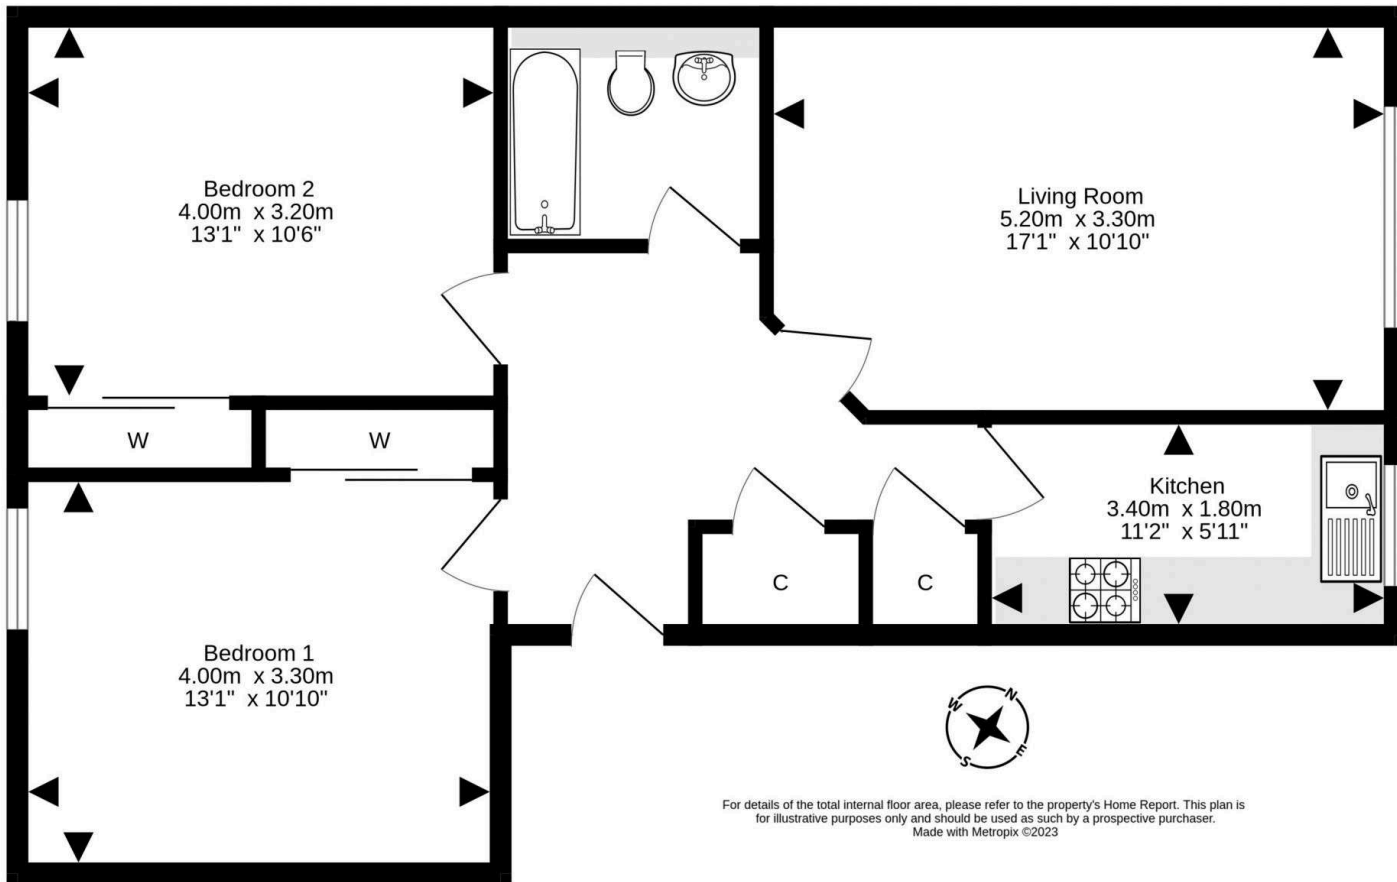 Bedroom 2
4.00m x 3.20m
13'1" x 10'6"
Living Room
5.20m x 3.30m
17'1" x 10'10"
W
W
Kitchen
3.40m x 1.80m
11'2" x 5'11"
C
C
Bedroom 1
4.00m x 3.30m
13'1" x 10'10"
N
W
E
S
For details of the total internal floor area, please refer to the property's Home Report. This plan is
for illustrative purposes only and should be used as such by a prospective purchaser.
Made with Metropix ©2023